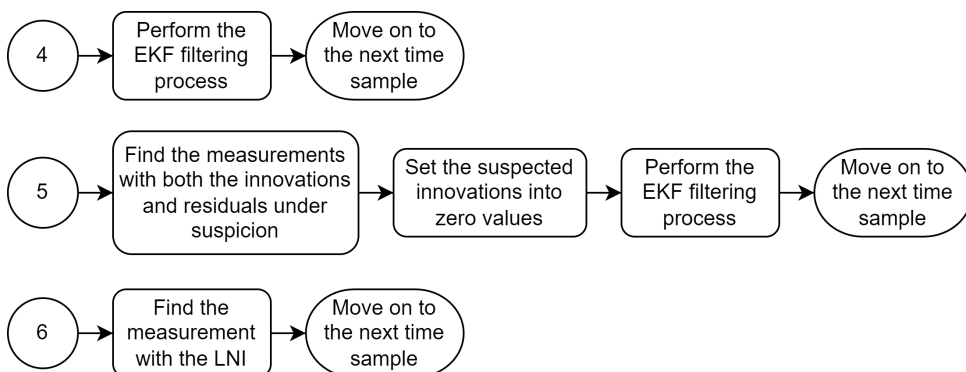 4
Perform the
EKF filtering
process
Move on to
the next time
sample
5
Find the measurements
with both the innovations
and residuals under
suspicion
Set the suspected
innovations into
zero values
Perform the
EKF filtering
process
Move on to
the next time
sample
6
Find the
measurement
with the LNI
Move on to
the next time
sample